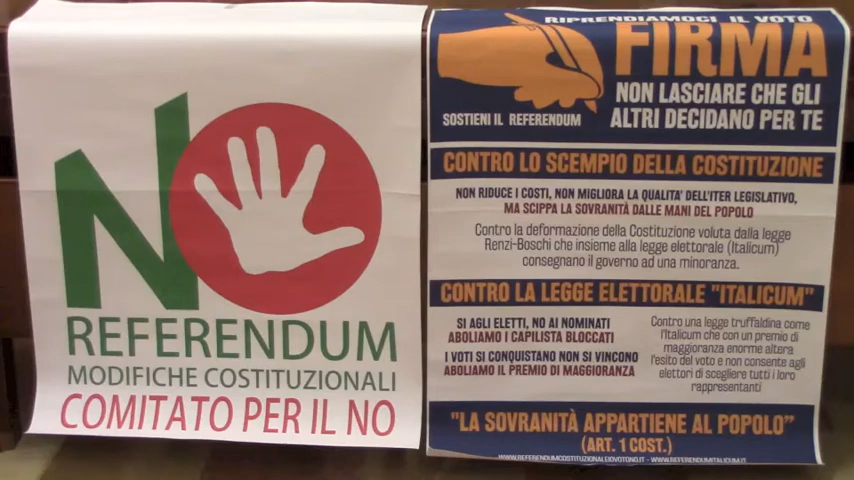 NO
REFERENDUM
MODIFICHE COSTITUZIONALI
COMITATO PER IL NO
RIPRENDIAMOCI IL VOTO
FIRMA
NON LASCIARE CHE GLI
ALTRI DECIDANO PER TE
SOSTIENI IL REFERENDUM
CONTRO LO SCEMPIO DELLA COSTITUZIONE
NON RIDUCE I COSTI, NON MIGLIORA LA QUALITA' DELL'ITER LEGISLATIVO,
MA SCIPPA LA SOVRANITÀ DALLE MANI DEL POPOLO
Contro la deformazione della Costituzione voluta dalla legge
Renzi-Boschi che insieme alla legge elettorale (Italicum)
consegnano il governo ad una minoranza.
CONTRO LA LEGGE ELETTORALE "ITALICUM"
SI AGLI ELETTI, NO AI NOMINATI
ABOLIAMO I CAPILISTA BLOCCATI
I VOTI SI CONQUISTANO NON SI VINCONO
ABOLIAMO IL PREMIO DI MAGGIORANZA
Contro una legge truffaldina come
l'Italicum che con un premio di
maggioranza enorme altera
l'esito del voto e non consente agli
elettori di scegliere tutti i loro
rappresentanti
"LA SOVRANITÀ APPARTIENE AL POPOLO"
(ART. 1 COST.)
WWW.REFERENDUMCOSTITUZIONALEIOVOTONO.IT - WWW.REFERENDUMITALICUM.IT